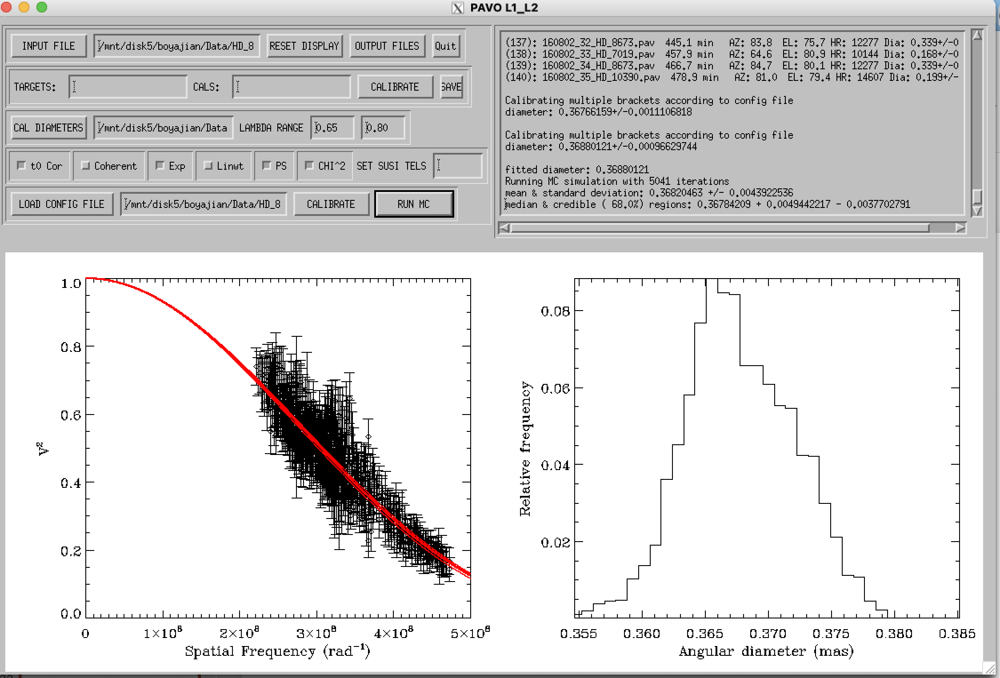 PAVO L1_L2
INPUT FILE /mnt/disk5/boyajian/Data/HD_8 RESET DISPLAY OUTPUT FILES Quit
TARGETS: CALS: CALIBRATE SAVE
CAL DIAMETERS /mnt/disk5/boyajian/Data LAMBDA RANGE 0.65 0.80
t0 Cor Coherent Exp Linwt PS CHI^2 SET SUSI TELS
LOAD CONFIG FILE /mnt/disk5/boyajian/Data/HD_8 CALIBRATE RUN MC
(137): 160802_32_HD_8673.pav 445.1 min AZ: 83.8 EL: 75.7 HR: 12277 Dia: 0.339+/-0
(138): 160802_33_HD_7019.pav 457.9 min AZ: 64.6 EL: 80.9 HR: 10144 Dia: 0.168+/-0
(139): 160802_34_HD_8673.pav 466.7 min AZ: 84.7 EL: 80.1 HR: 12277 Dia: 0.339+/-0
(140): 160802_35_HD_10390.pav 478.9 min AZ: 81.0 EL: 79.4 HR: 14607 Dia: 0.199+/-
Calibrating multiple brackets according to config file
diameter: 0.36766159+/-0.0011106818
Calibrating multiple brackets according to config file
diameter: 0.36880121+/-0.00096629744
fitted diameter: 0.36880121
Running MC simulation with 5041 iterations
mean & standard deviation: 0.36820463 +/- 0.0043922536
median & credible ( 68.0%) regions: 0.36784209 + 0.0049442217 - 0.0037702791
1.0
0.8
0.6
0.4
0.2
0.0
V²
0 1×10⁸ 2×10⁸ 3×10⁸ 4×10⁸ 5×10⁸
Spatial Frequency (rad⁻¹)
0.08
0.06
0.04
0.02
Relative frequency
0.355 0.360 0.365 0.370 0.375 0.380 0.385
Angular diameter (mas)